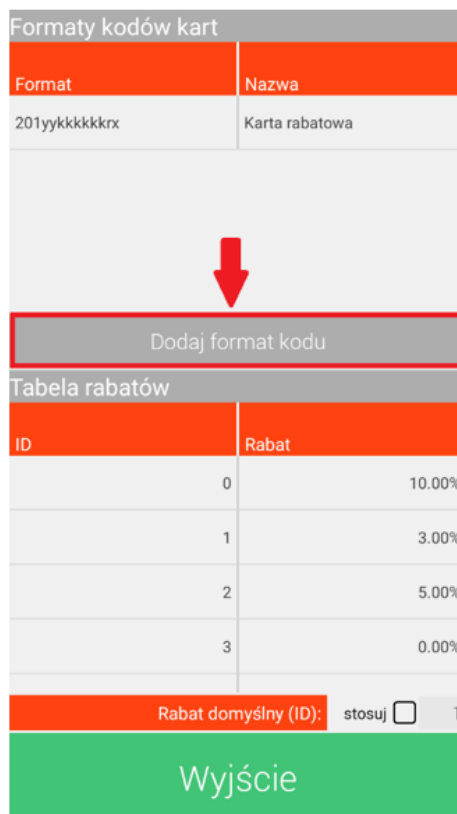 Formaty kodów kart
Format Nazwa
201yykkkkkkrx Karta rabatowa
Dodaj format kodu
Tabela rabatów
ID Rabat
0 10.00%
1 3.00%
2 5.00%
3 0.00%
Rabat domyślny (ID): stosuj 1
Wyjście